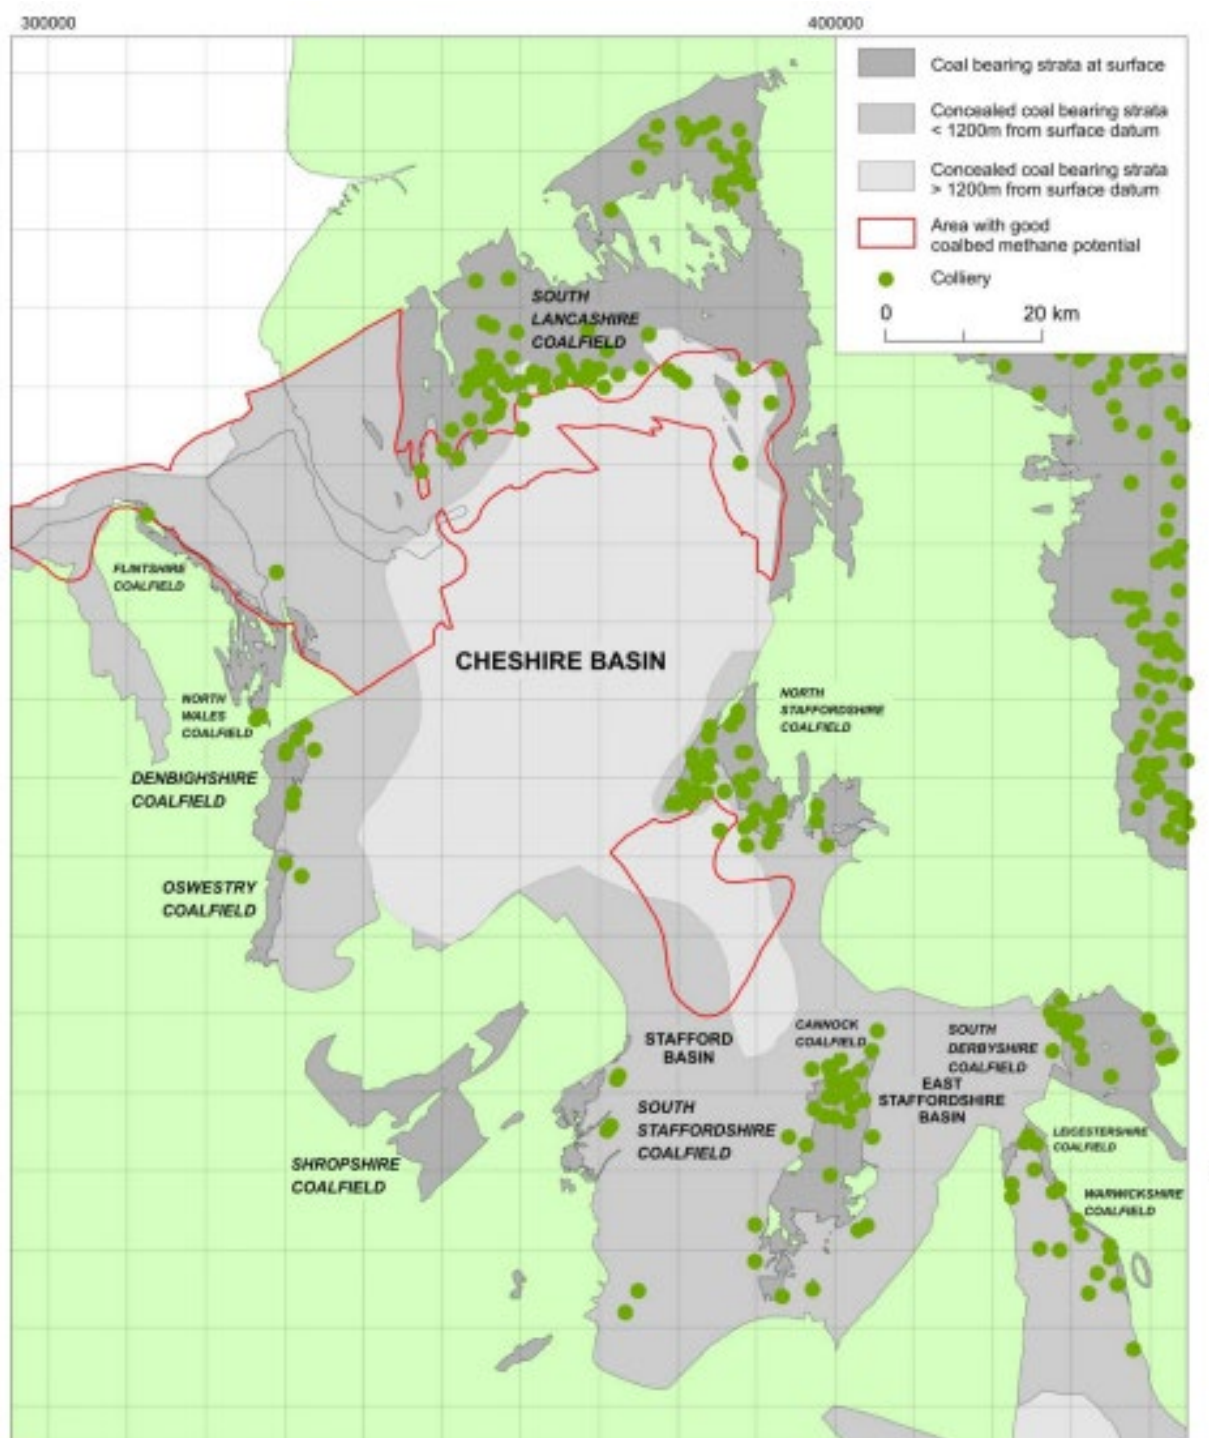 300000
400000
Coal bearing strata at surface
Concealed coal bearing strata
< 1200m from surface datum
Concealed coal bearing strata
> 1200m from surface datum
Area with good
coalbed methane potential
Colliery
0 20 km
SOUTH
LANCASHIRE
COALFIELD
FLINTSHIRE
COALFIELD
CHESHIRE BASIN
NORTH
WALES
COALFIELD
NORTH
STAFFORDSHIRE
COALFIELD
DENBIGHSHIRE
COALFIELD
OSWESTRY
COALFIELD
STAFFORD
BASIN
CANNOCK
COALFIELD
SOUTH
DERBYSHIRE
COALFIELD
EAST
STAFFORDSHIRE
BASIN
SOUTH
STAFFORDSHIRE
COALFIELD
LEICESTERSHIRE
COALFIELD
SHROPSHIRE
COALFIELD
WARWICKSHIRE
COALFIELD